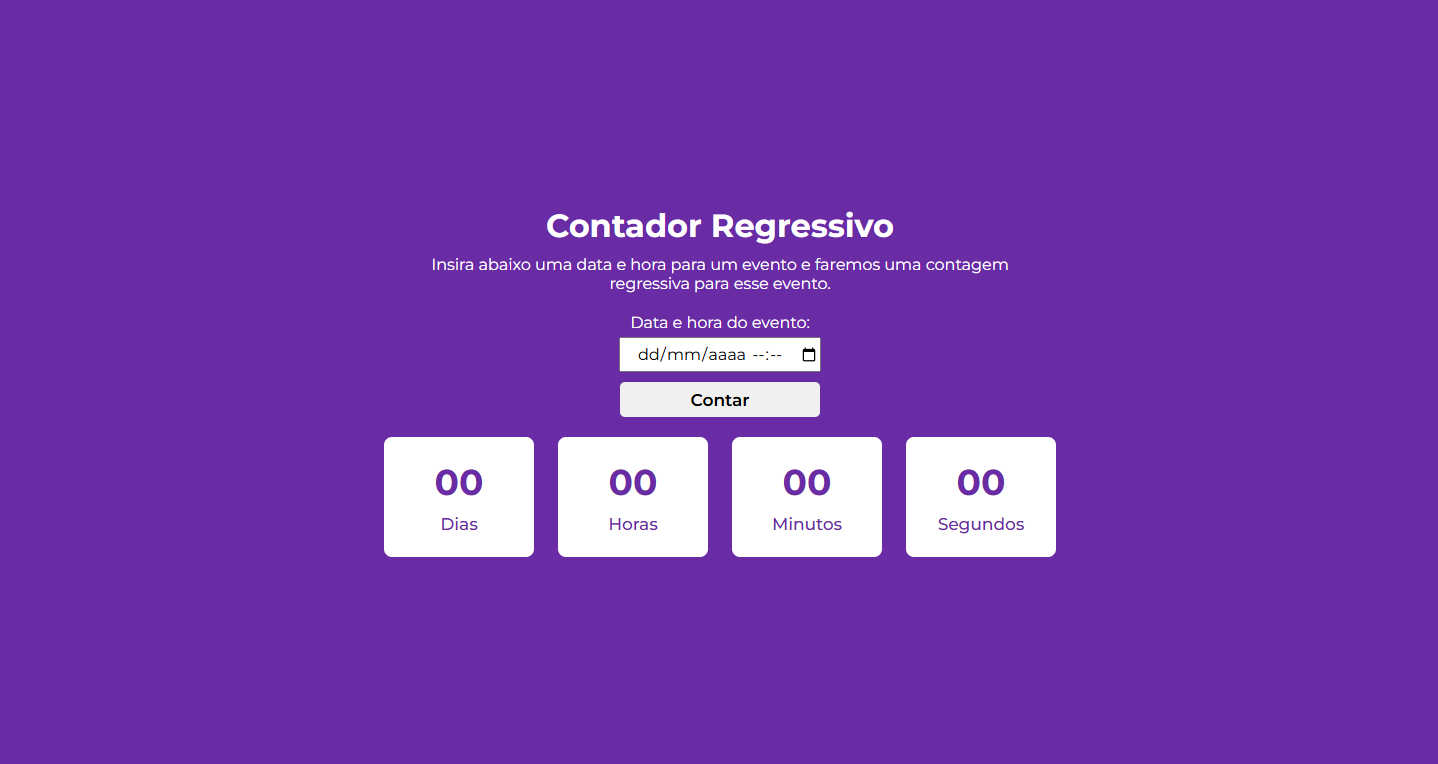 Contador Regressivo
Insira abaixo uma data e hora para um evento e faremos uma contagem
regressiva para esse evento.
Data e hora do evento:
dd/mm/aaaa --:--
Contar
00 00 00 00
Dias Horas Minutos Segundos